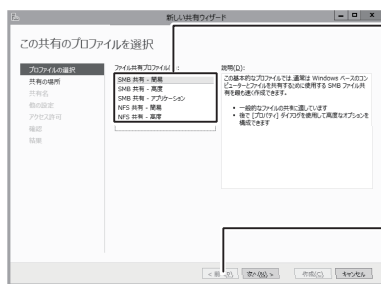 新しい共有ウィザード
この共有のプロファイルを選択
プロファイルの選択
共有の場所
共有名
他の設定
アクセス許可
確認
結果
ファイル共有プロファイル(
):
SMB 共有 - 簡易
SMB 共有 - 高度
SMB 共有 - アプリケーション
NFS 共有 - 簡易
NFS 共有 - 高度
説明(D):
この基本的なプロファイルでは、通常は Windows ベースのコン
ピューターとファイルを共有するために使用する SMB ファイル共
有を最も速く作成できます。
• 一般的なファイルの共有に適しています
• 後で [プロパティ] ダイアログを使用して高度なオプションを
構成できます
< 前
(P)
次へ(N) >
作成(C)
キャンセル